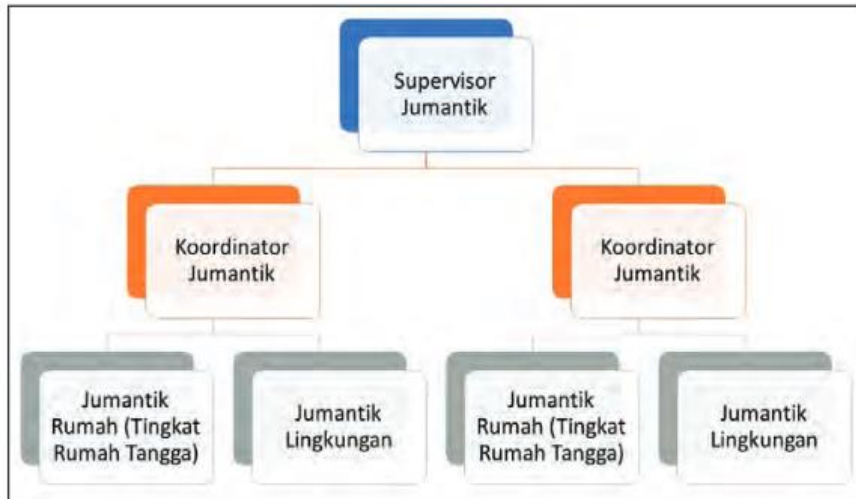 Supervisor
Jumantik
Koordinator
Jumantik
Koordinator
Jumantik
Jumantik
Rumah (Tingkat
Rumah Tangga)
Jumantik
Lingkungan
Jumantik
Rumah (Tingkat
Rumah Tangga)
Jumantik
Lingkungan